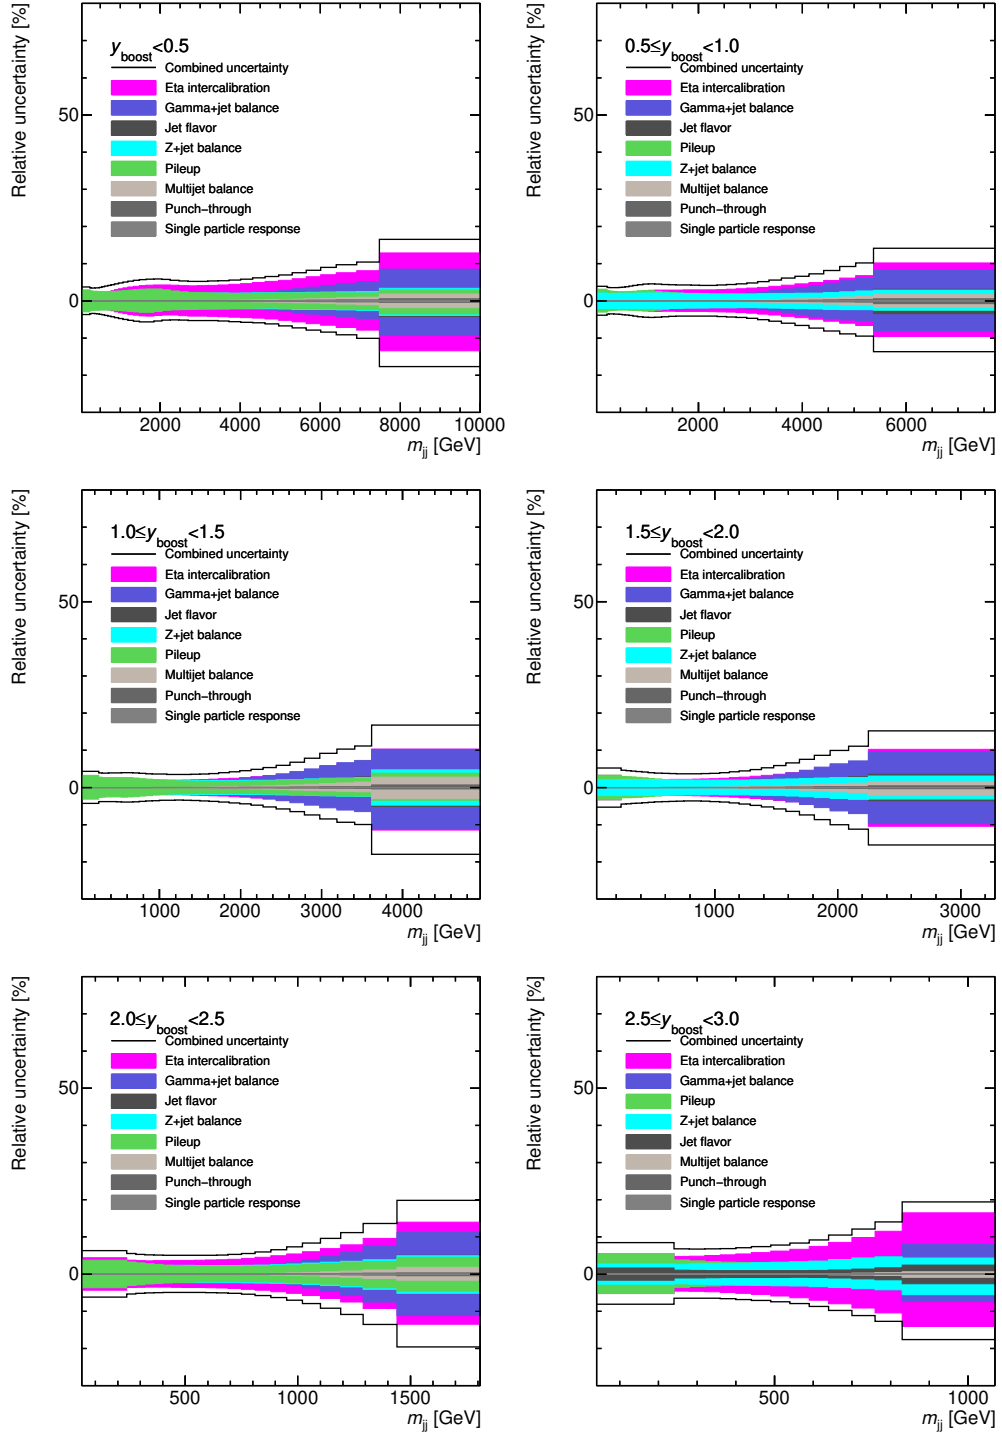 Relative uncertainty [%]
y_boost<0.5
Combined uncertainty
Eta intercalibration
Gamma+jet balance
Jet flavor
Z+jet balance
Pileup
Multijet balance
Punch−through
Single particle response
50
0
2000 4000 6000 8000 10000
m_jj [GeV]
Relative uncertainty [%]
0.5≤y_boost<1.0
Combined uncertainty
Eta intercalibration
Gamma+jet balance
Jet flavor
Pileup
Z+jet balance
Multijet balance
Punch−through
Single particle response
50
0
2000 4000 6000
m_jj [GeV]
Relative uncertainty [%]
1.0≤y_boost<1.5
Combined uncertainty
Eta intercalibration
Gamma+jet balance
Jet flavor
Z+jet balance
Pileup
Multijet balance
Punch−through
Single particle response
50
0
1000 2000 3000 4000
m_jj [GeV]
Relative uncertainty [%]
1.5≤y_boost<2.0
Combined uncertainty
Eta intercalibration
Gamma+jet balance
Jet flavor
Pileup
Z+jet balance
Multijet balance
Punch−through
Single particle response
50
0
1000 2000 3000
m_jj [GeV]
Relative uncertainty [%]
2.0≤y_boost<2.5
Combined uncertainty
Eta intercalibration
Gamma+jet balance
Jet flavor
Z+jet balance
Pileup
Multijet balance
Punch−through
Single particle response
50
0
500 1000 1500
m_jj [GeV]
Relative uncertainty [%]
2.5≤y_boost<3.0
Combined uncertainty
Eta intercalibration
Gamma+jet balance
Pileup
Z+jet balance
Jet flavor
Multijet balance
Punch−through
Single particle response
50
0
500 1000
m_jj [GeV]